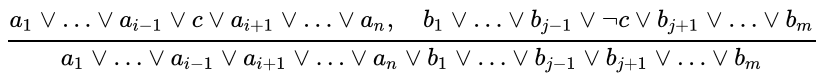 a₁ ∨ … ∨ aᵢ₋₁ ∨ c ∨ aᵢ₊₁ ∨ … ∨ aₙ, b₁ ∨ … ∨ bⱼ₋₁ ∨ ¬c ∨ bⱼ₊₁ ∨ … ∨ bₘ
a₁ ∨ … ∨ aᵢ₋₁ ∨ aᵢ₊₁ ∨ … ∨ aₙ ∨ b₁ ∨ … ∨ bⱼ₋₁ ∨ bⱼ₊₁ ∨ … ∨ bₘ